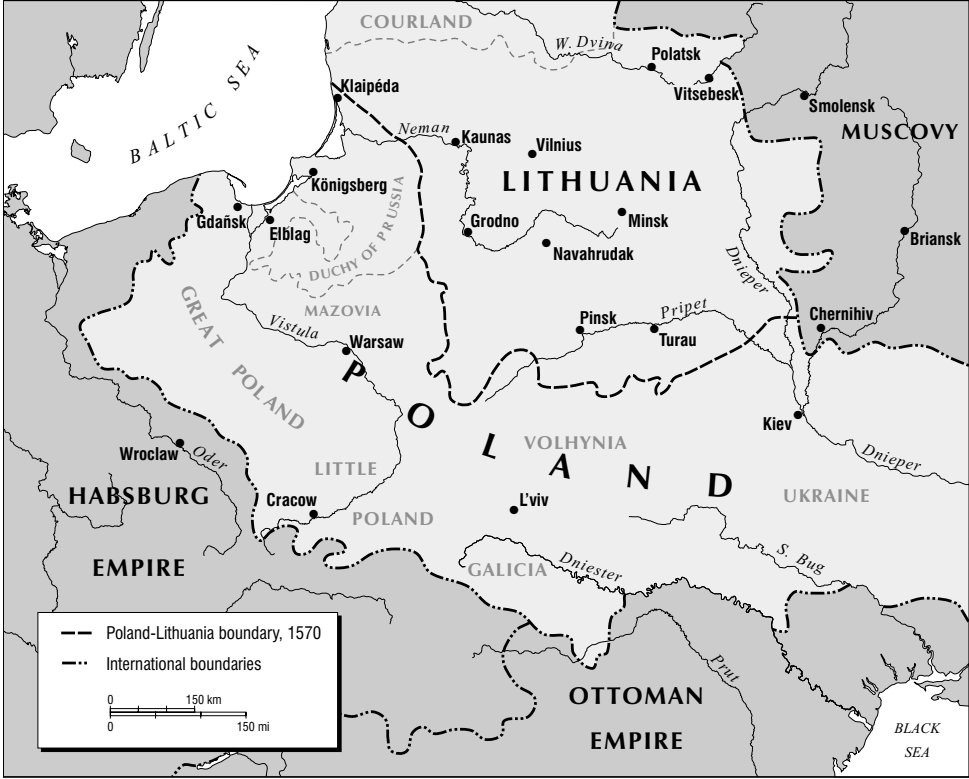 COURLAND
W. Dvina
Polatsk
Vitsebesk
BALTIC SEA
Klaipéda
Smolensk
MUSCOVY
Neman
Kaunas
Vilnius
LITHUANIA
Königsberg
Gdańsk
Elblag
DUCHY OF PRUSSIA
Grodno
Minsk
Navahrudak
Briansk
Dnieper
GREAT POLAND
MAZOVIA
Vistula
Warsaw
Pinsk
Pripet
Turau
Chernihiv
POLAND
Kiev
Dnieper
Wroclaw
Oder
VOLHYNIA
LITTLE
POLAND
HABSBURG
EMPIRE
Cracow
L'viv
UKRAINE
S. Bug
GALICIA
Dniester
Prut
OTTOMAN
EMPIRE
BLACK
SEA
Poland-Lithuania boundary, 1570
International boundaries
0 150 km
0 150 mi